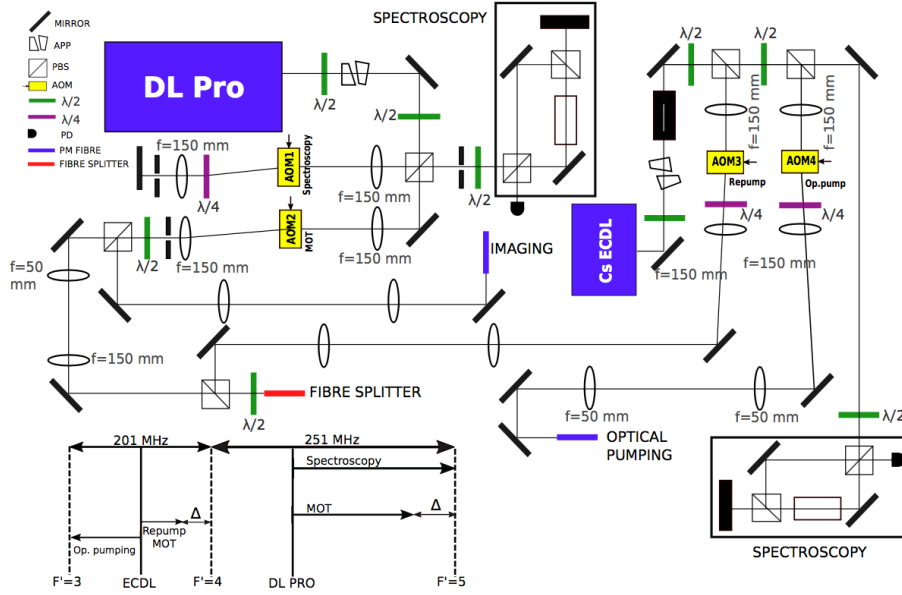 MIRROR
APP
PBS
AOM
λ/2
λ/4
PD
PM FIBRE
FIBRE SPLITTER
DL Pro
λ/2
λ/2
SPECTROSCOPY
λ/2
f=150 mm
λ/4
AOM1
Spectroscopy
f=150 mm
AOM2
MOT
f=150 mm
λ/2
f=150 mm
f=50
mm
f=150 mm
IMAGING
λ/2
FIBRE SPLITTER
λ/2
λ/2
f=150 mm
f=150 mm
AOM3
Repump
AOM4
Op.pump
λ/4
λ/4
f=150 mm
f=150 mm
Cs ECDL
λ/2
f=50 mm
f=50 mm
OPTICAL
PUMPING
λ/2
SPECTROSCOPY
201 MHz
251 MHz
Spectroscopy
MOT
Δ
Δ
Repump
MOT
Op. pumping
F'=3
ECDL
F'=4
DL PRO
F'=5